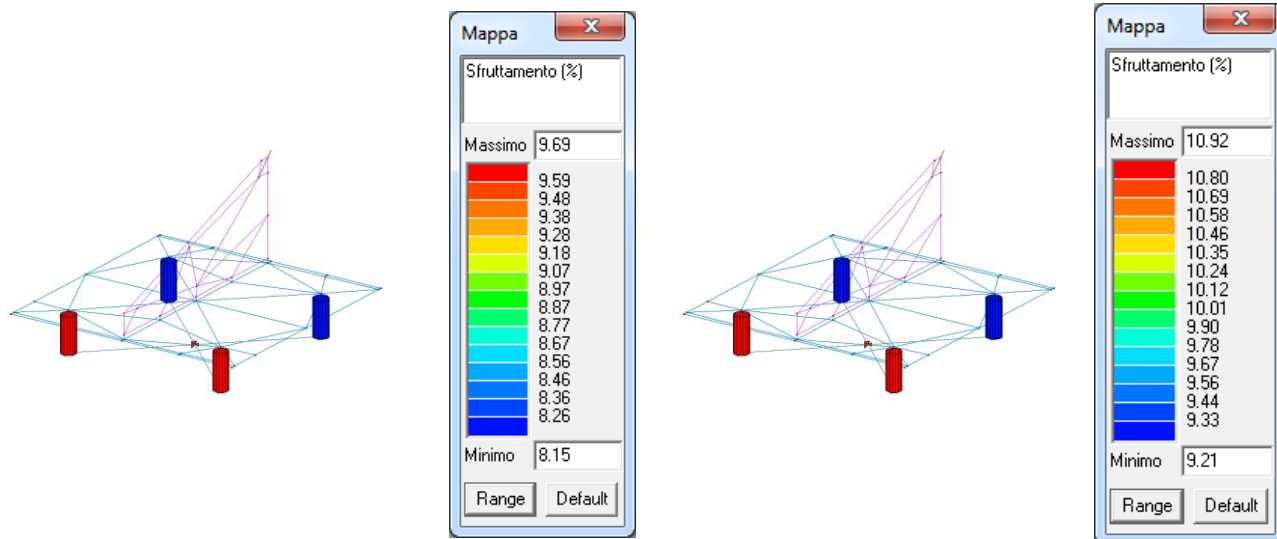 Mappa
Sfruttamento (%)
Massimo 9.69
9.59
9.48
9.38
9.28
9.18
9.07
8.97
8.87
8.77
8.67
8.56
8.46
8.36
8.26
Minimo 8.15
Range Default
Mappa
Sfruttamento (%)
Massimo 10.92
10.80
10.69
10.58
10.46
10.35
10.24
10.12
10.01
9.90
9.78
9.67
9.56
9.44
9.33
Minimo 9.21
Range Default